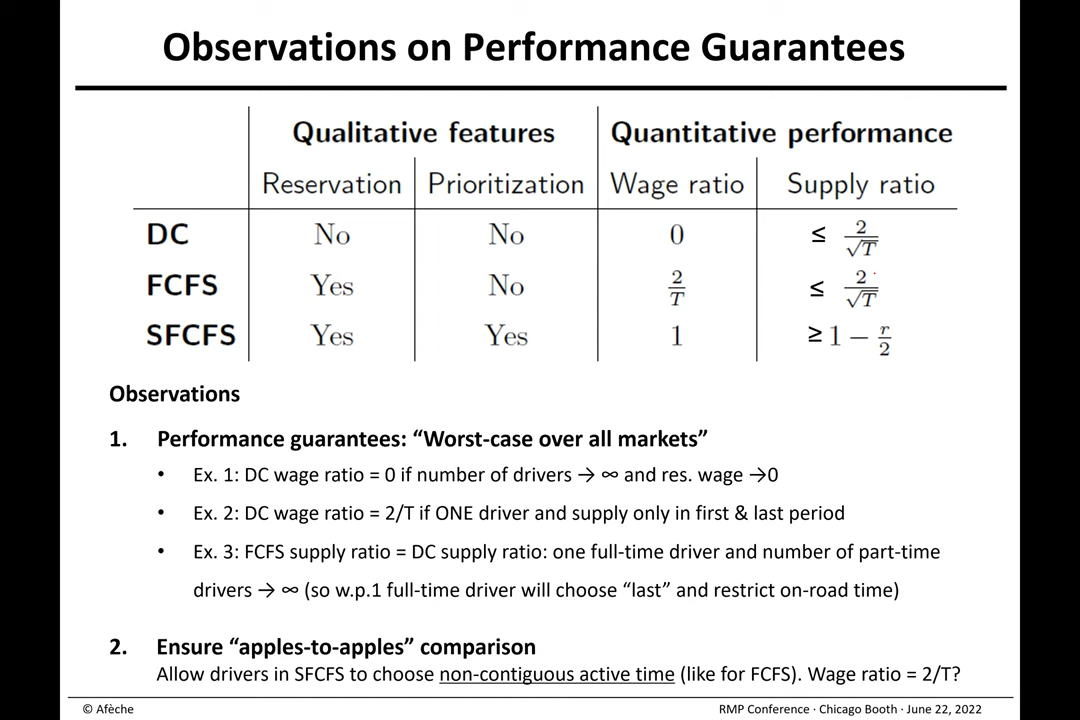 Observations on Performance Guarantees
Qualitative features Quantitative performance
Reservation Prioritization Wage ratio Supply ratio
DC No No 0 ≤ 2/√T
FCFS Yes No 2/T ≤ 2/√T
SFCFS Yes Yes 1 ≥ 1 − r/2
Observations
1. Performance guarantees: “Worst-case over all markets”
• Ex. 1: DC wage ratio = 0 if number of drivers → ∞ and res. wage →0
• Ex. 2: DC wage ratio = 2/T if ONE driver and supply only in first & last period
• Ex. 3: FCFS supply ratio = DC supply ratio: one full-time driver and number of part-time
drivers → ∞ (so w.p.1 full-time driver will choose “last” and restrict on-road time)
2. Ensure “apples-to-apples” comparison
Allow drivers in SFCFS to choose non-contiguous active time (like for FCFS). Wage ratio = 2/T?
© Afèche RMP Conference · Chicago Booth · June 22, 2022